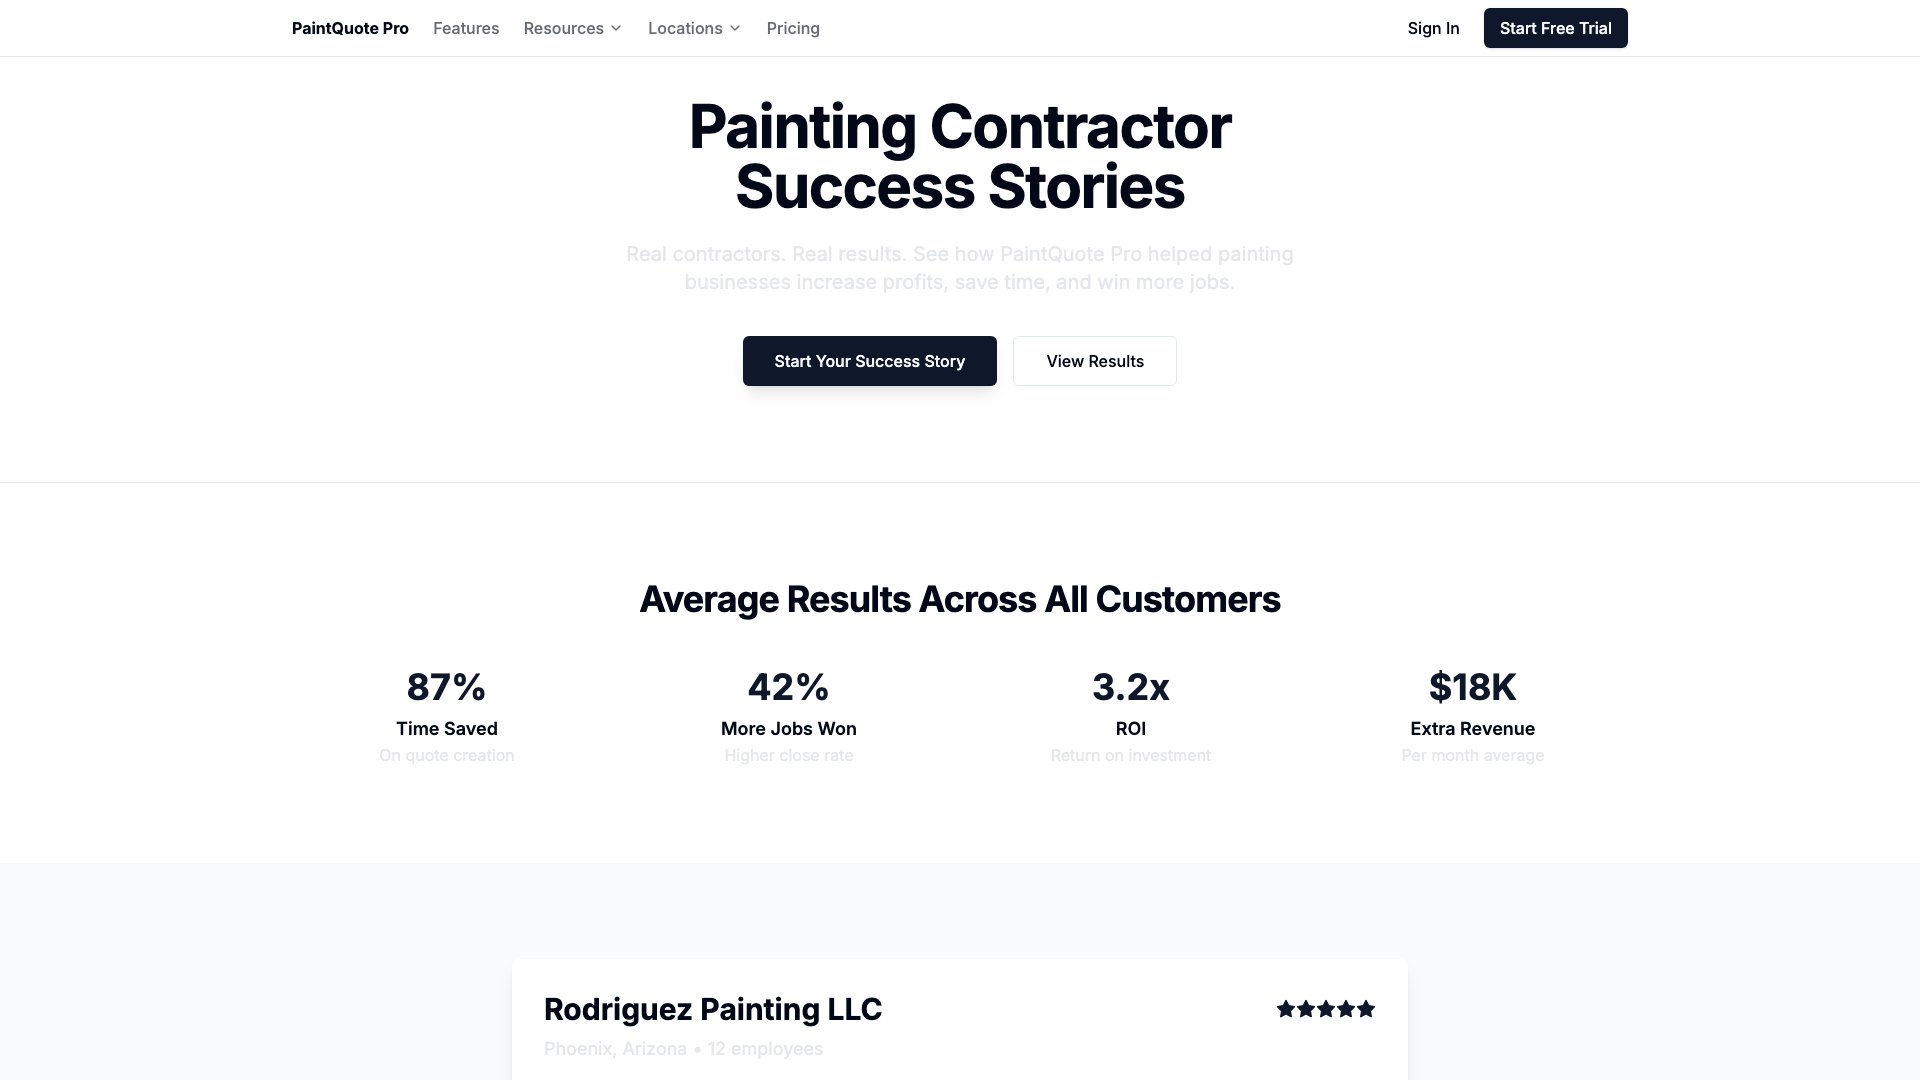 PaintQuote Pro Features Resources Locations Pricing Sign In Start Free Trial
Painting Contractor
Success Stories
Real contractors. Real results. See how PaintQuote Pro helped painting
businesses increase profits, save time, and win more jobs.
Start Your Success Story View Results
Average Results Across All Customers
87% 42% 3.2x $18K
Time Saved More Jobs Won ROI Extra Revenue
On quote creation Higher close rate Return on investment Per month average
Rodriguez Painting LLC
Phoenix, Arizona • 12 employees